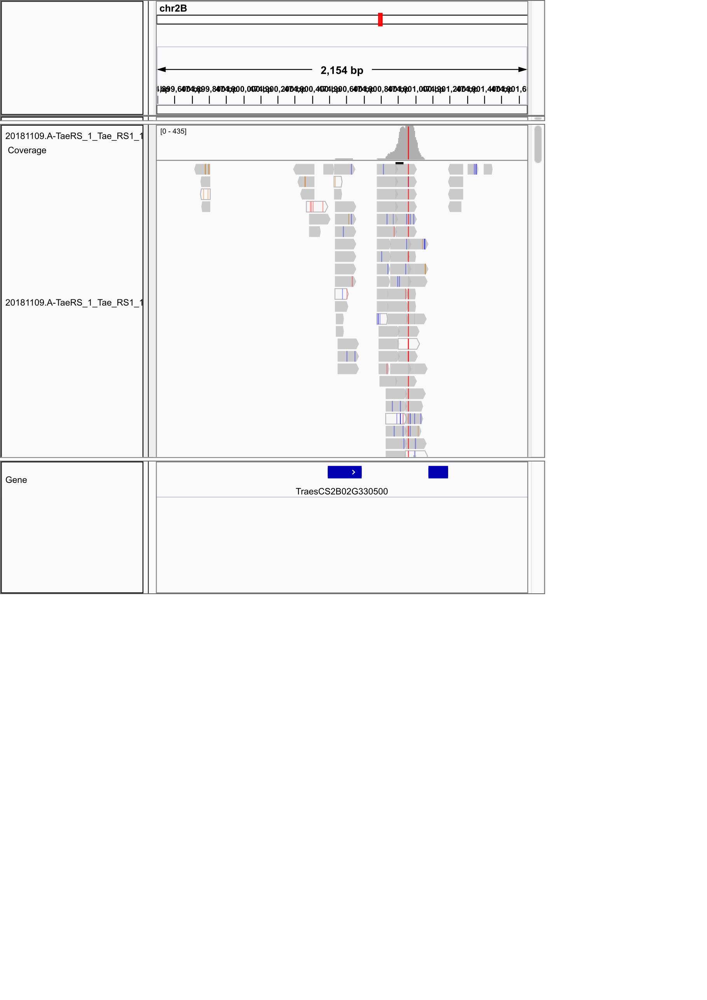 chr2B
2,154 bp
[0 - 435]
20181109.A-TaeRS_1_Tae_RS1_1
Coverage
20181109.A-TaeRS_1_Tae_RS1_1
Gene
TraesCS2B02G330500